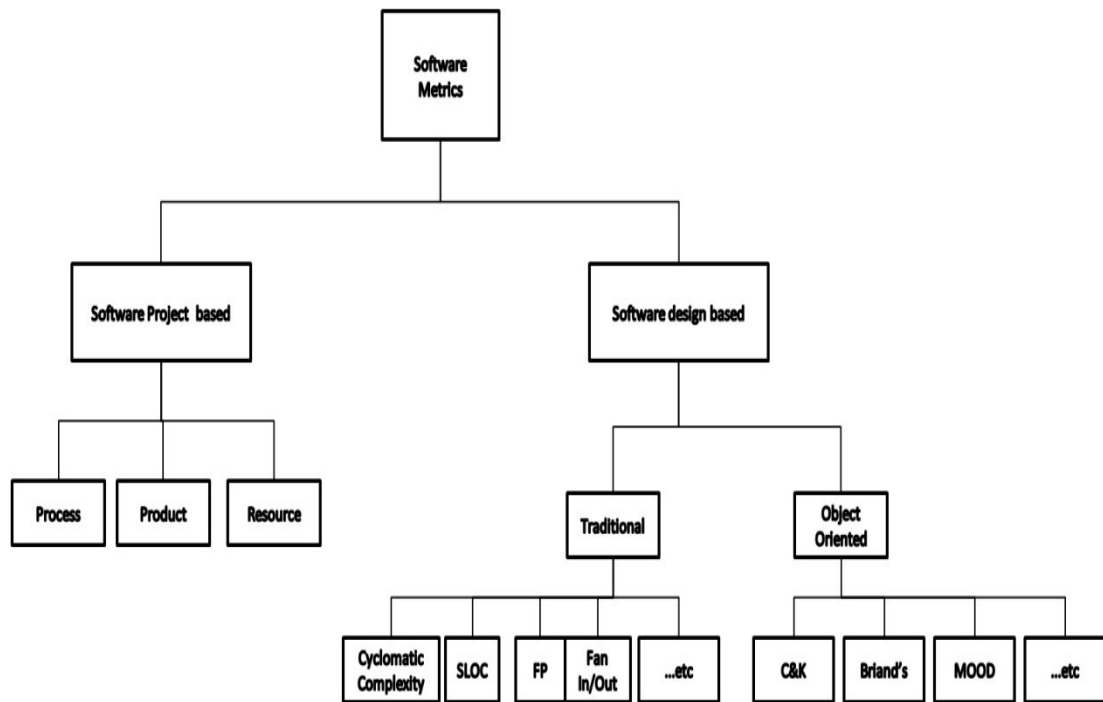 Software
Metrics
Software Project based
Software design based
Process
Product
Resource
Traditional
Object
Oriented
Cyclomatic
Complexity
SLOC
FP
Fan
In/Out
...etc
C&K
Briand's
MOOD
...etc